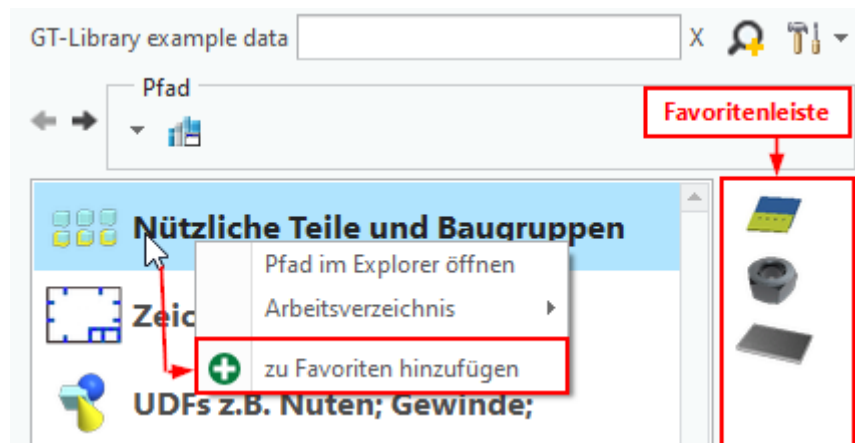 GT-Library example data
X
Pfad
Favoritenleiste
Nützliche Teile und Baugruppen
Pfad im Explorer öffnen
Arbeitsverzeichnis
zu Favoriten hinzufügen
UDFs z.B. Nuten; Gewinde;